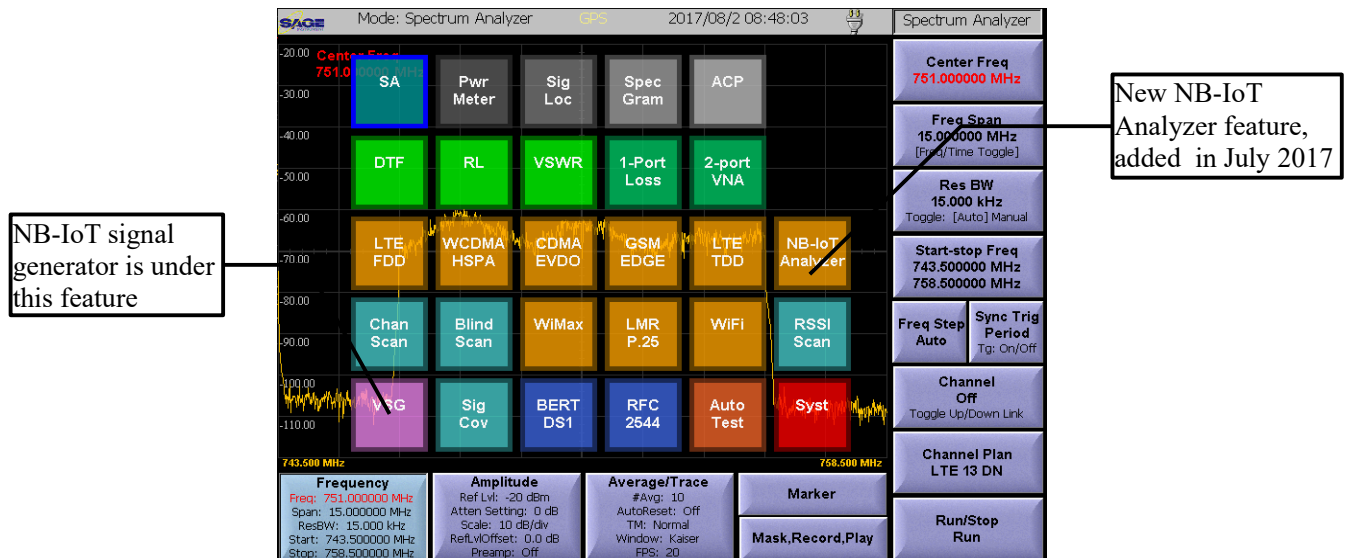 SAGE
Mode: Spectrum Analyzer GPS 2017/08/2 08:48:03
Spectrum Analyzer
-20.00
-30.00
-40.00
-50.00
-60.00
-70.00
-80.00
-90.00
-100.00
-110.00
Center Freq
751.000000 MHz
SA
Pwr
Meter
Sig
Loc
Spec
Gram
ACP
DTF
RL
VSWR
1-Port
Loss
2-port
VNA
LTE
FDD
WCDMA
HSPA
CDMA
EVDO
GSM
EDGE
LTE
TDD
NB-IoT
Analyzer
Chan
Scan
Blind
Scan
WiMax
LMR
P.25
WiFi
RSSI
Scan
VSG
Sig
Cov
BERT
DS1
RFC
2544
Auto
Test
Syst
743.500 MHz
758.500 MHz
Center Freq
751.000000 MHz
Freq Span
15.000000 MHz
[Freq/Time Toggle]
Res BW
15.000 kHz
Toggle: [Auto] Manual
Start-stop Freq
743.500000 MHz
758.500000 MHz
Freq Step
Auto
Sync Trig
Period
Tg: On/Off
Channel
Off
Toggle Up/Down Link
Channel Plan
LTE 13 DN
Run/Stop
Run
Frequency
Freq: 751.000000 MHz
Span: 15.000000 MHz
ResBW: 15.000 kHz
Start: 743.500000 MHz
Stop: 758.500000 MHz
Amplitude
Ref Lvl: -20 dBm
Atten Setting: 0 dB
Scale: 10 dB/div
RefLvlOffset: 0.0 dB
Preamp: Off
Average/Trace
#Avg: 10
AutoReset: Off
TM: Normal
Window: Kaiser
FPS: 20
Marker
Mask,Record,Play
NB-IoT signal
generator is under
this feature
New NB-IoT
Analyzer feature,
added in July 2017